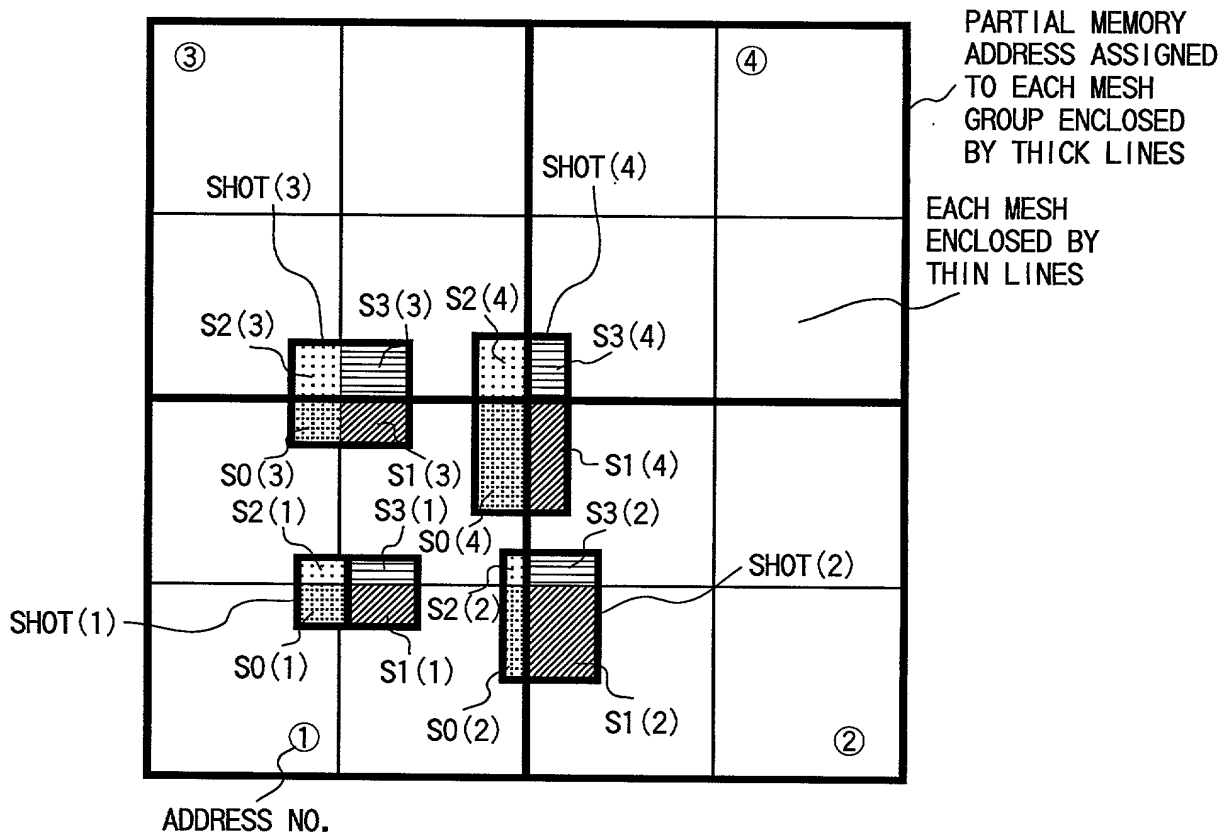 ③
④
PARTIAL MEMORY
ADDRESS ASSIGNED
TO EACH MESH
GROUP ENCLOSED
BY THICK LINES
SHOT(3)
SHOT(4)
EACH MESH
ENCLOSED BY
THIN LINES
S2(3)
S3(3)
S2(4)
S3(4)
S0(3)
S1(3)
S1(4)
S2(1)
S3(1)
S0(4)
S3(2)
SHOT(2)
SHOT(1)
S2(2)
S0(1)
S1(1)
S0(2)
S1(2)
①
②
ADDRESS NO.